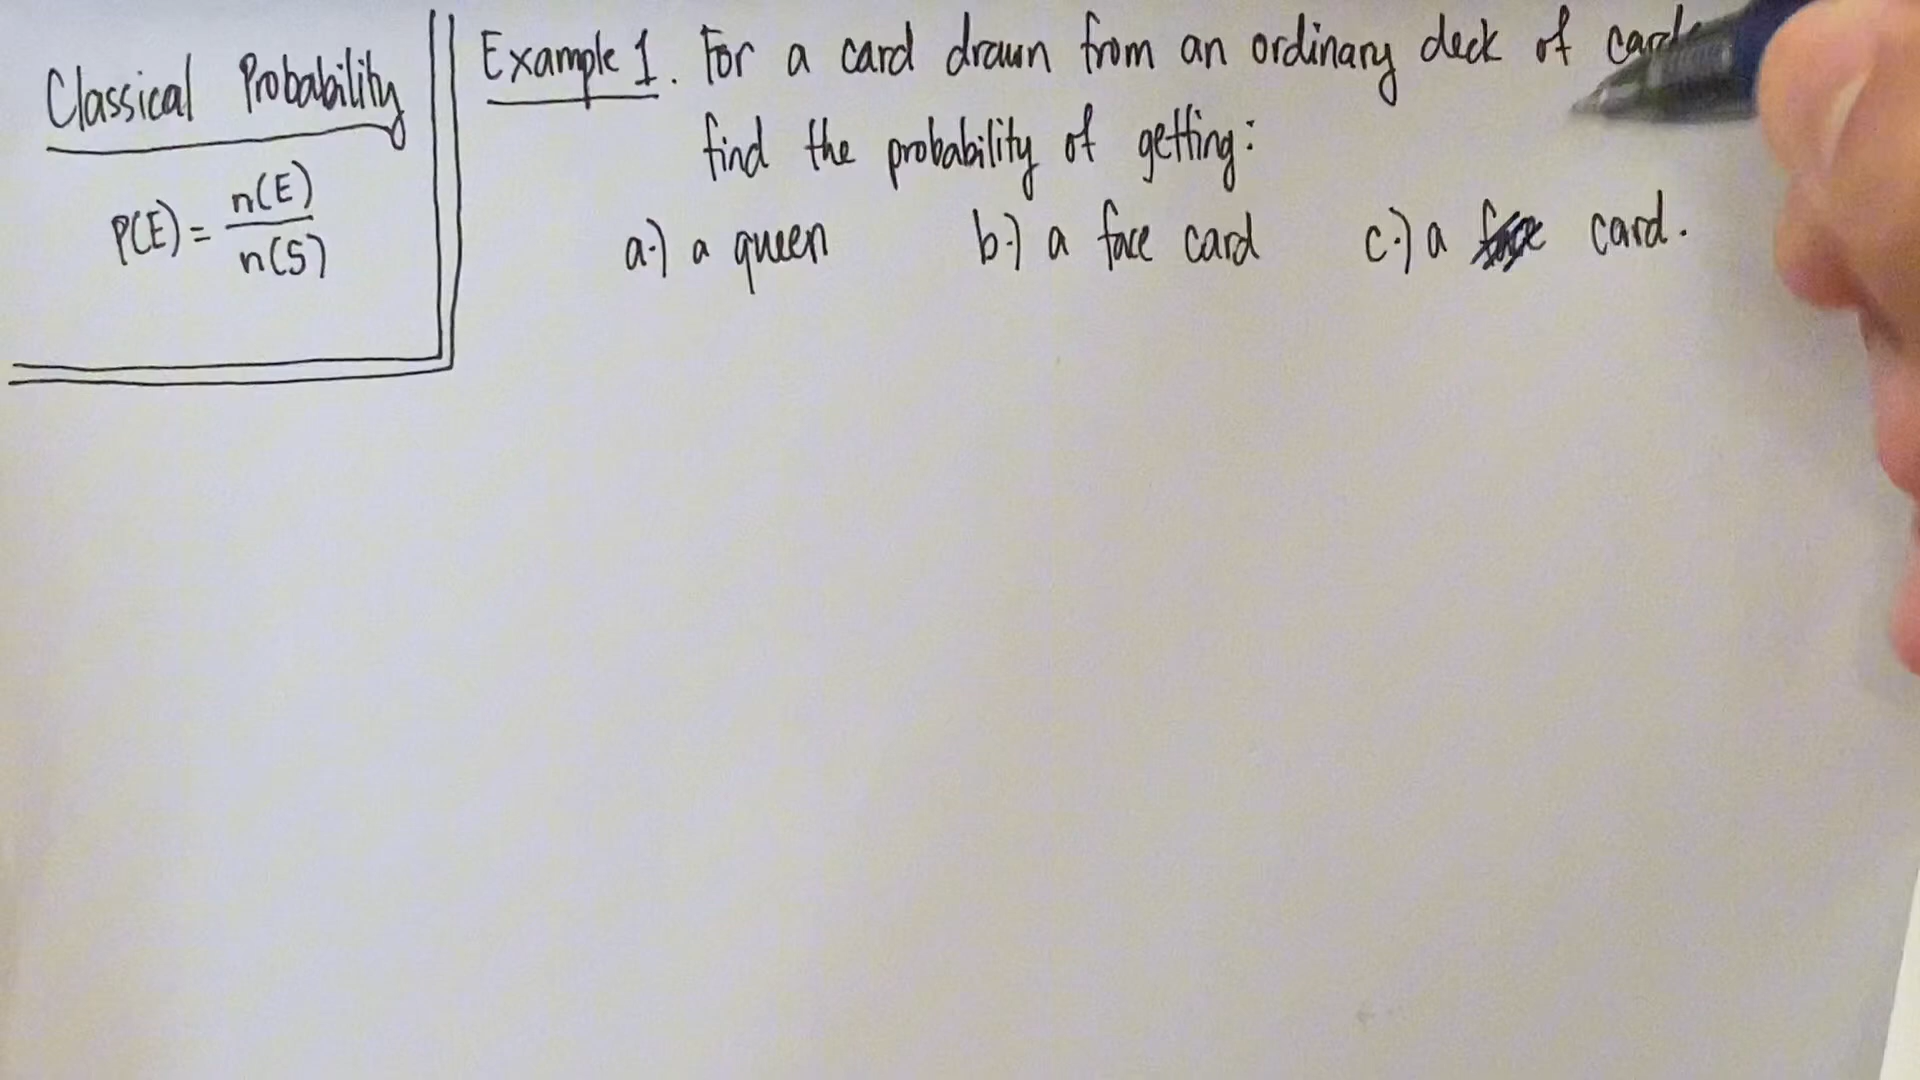 Classical Probability
P(E) = n(E)
n(S)
Example 1. For a card drawn from an ordinary deck of cards
find the probability of getting:
a.) a queen b.) a face card c.) a card.